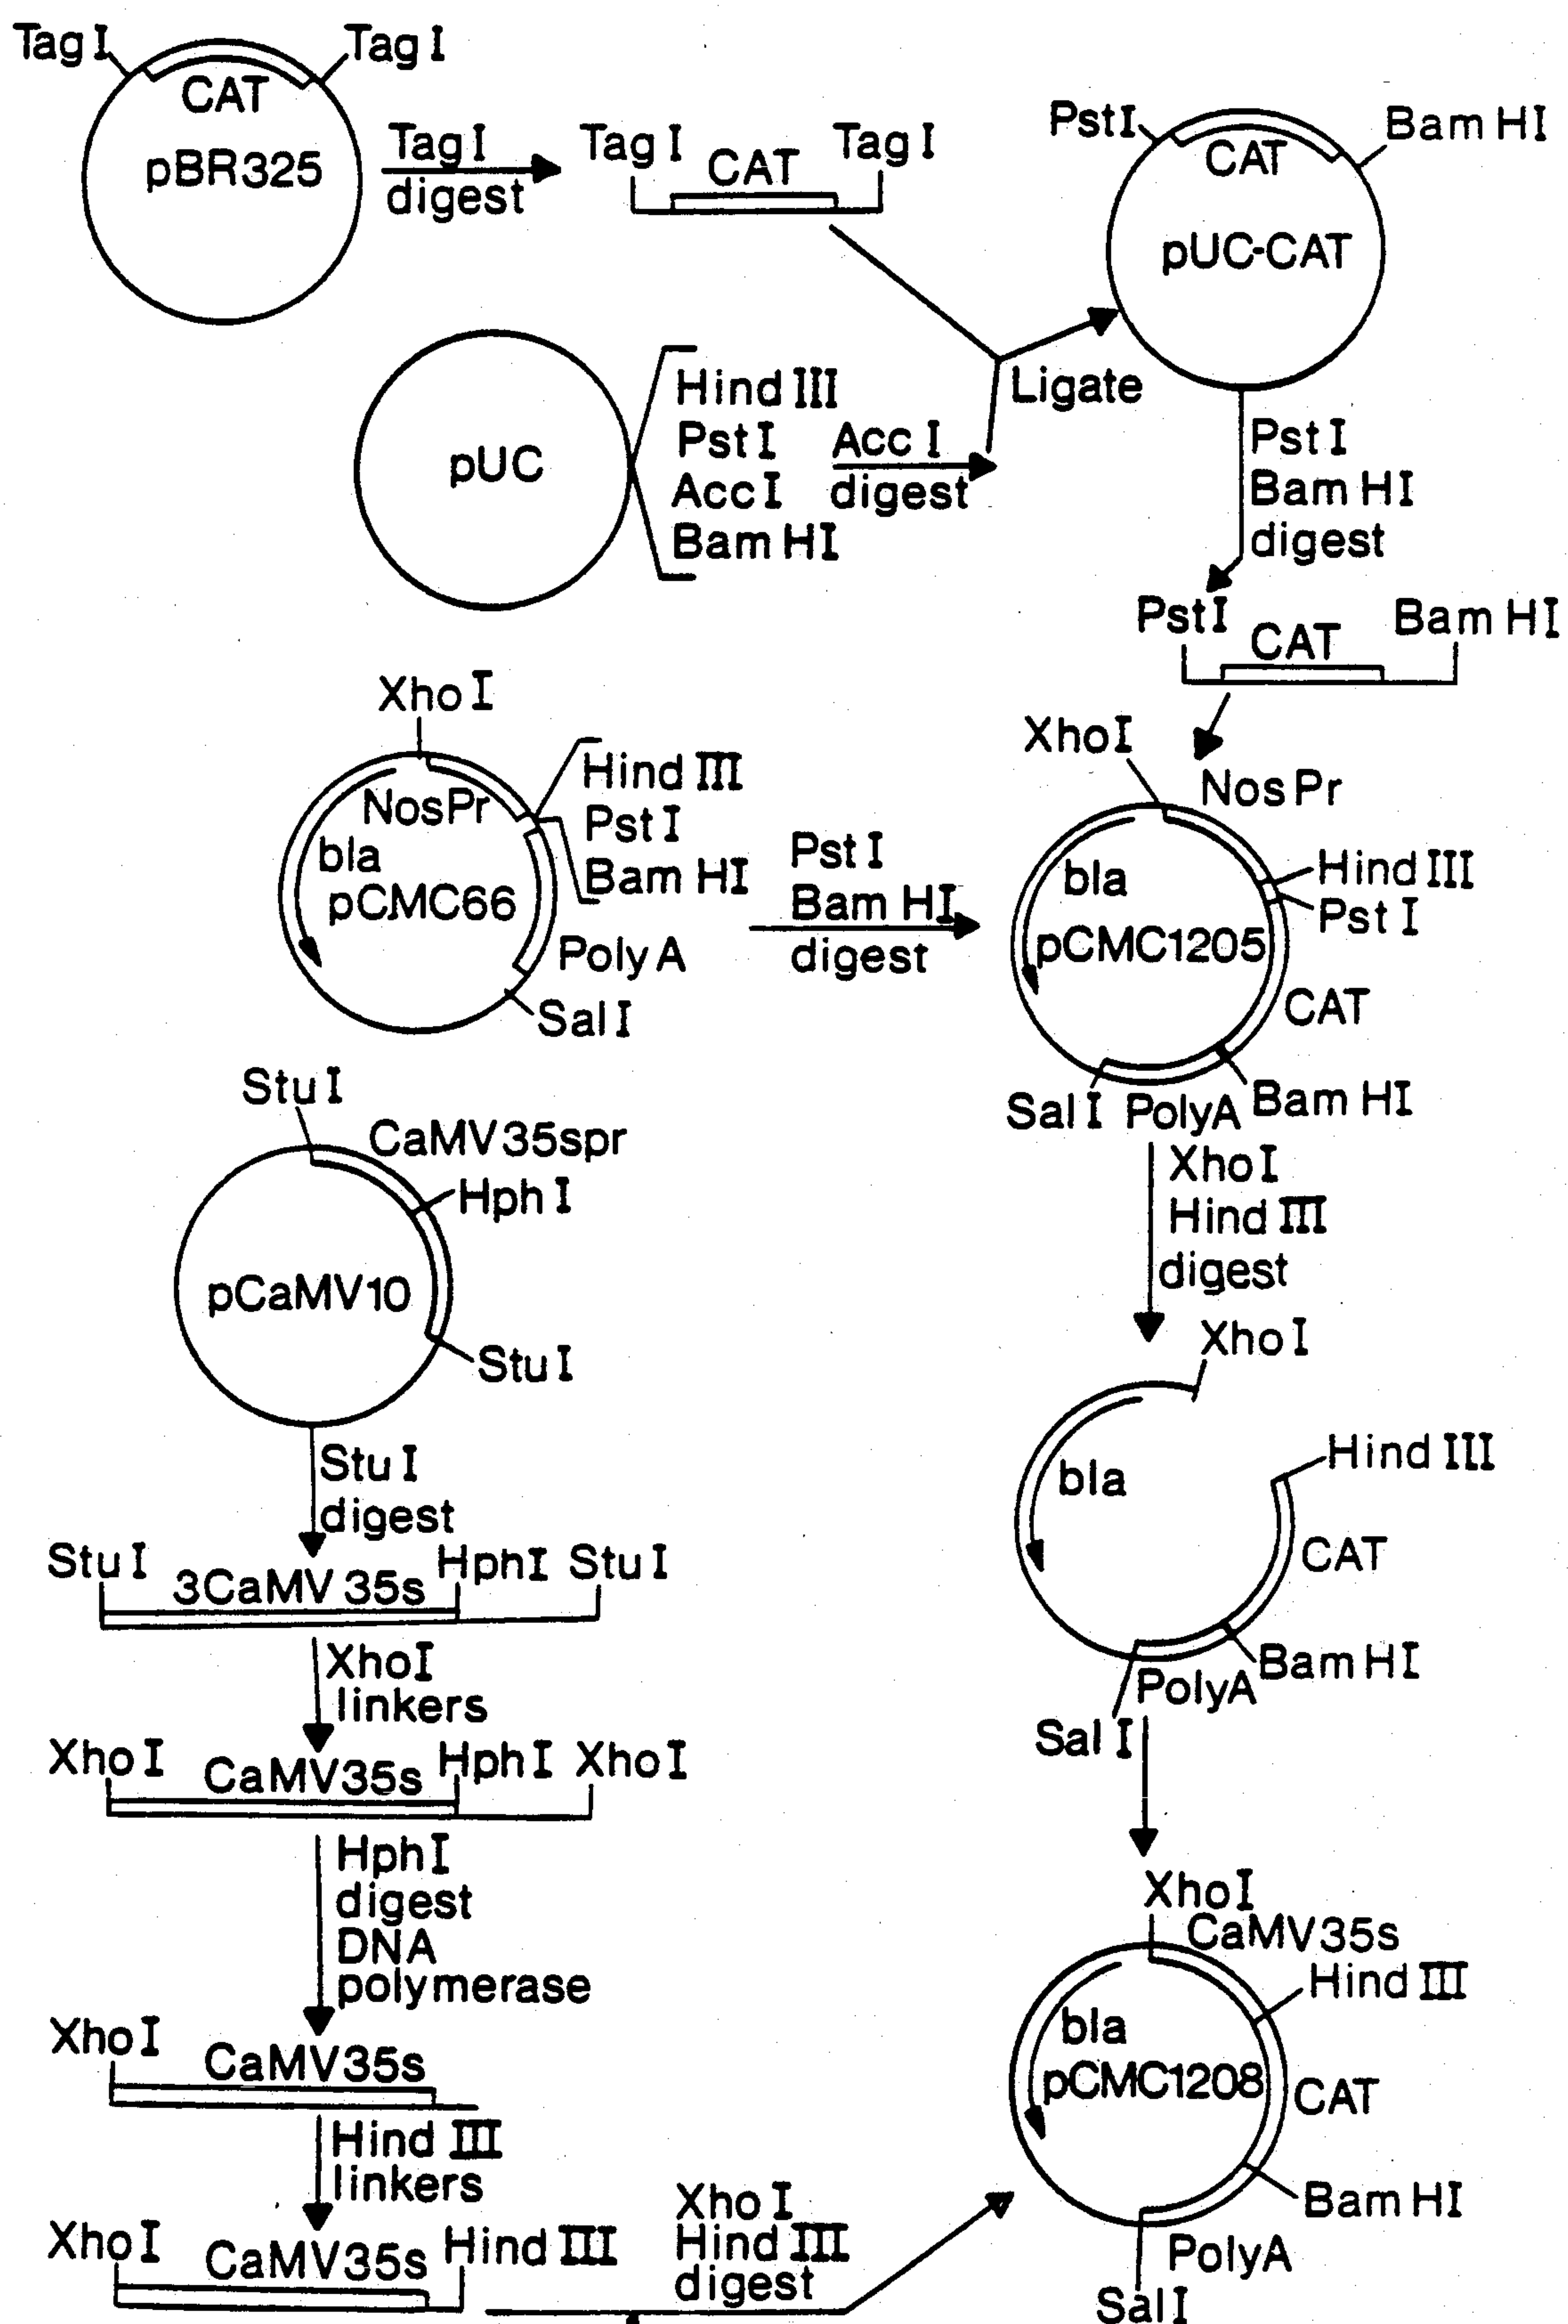 Tag I
Tag I
CAT
pBR325
Tag I
digest
Tag I
CAT
Tag I
Pst I
Bam HI
CAT
pUC-CAT
Ligate
pUC
Hind III
Pst I
Acc I
Bam HI
Acc I
digest
Pst I
Bam HI
digest
Pst I
CAT
Bam HI
Xho I
Nos Pr
bla
pCMC66
Hind III
Pst I
Bam HI
Poly A
Sal I
Pst I
Bam HI
digest
Xho I
Nos Pr
bla
pCMC1205
Hind III
Pst I
CAT
Bam HI
Poly A
Sal I
Xho I
Hind III
digest
Stu I
CaMV35spr
Hph I
pCaMV10
Stu I
Stu I
digest
Stu I
3CaMV 35s
Hph I
Stu I
Xho I
linkers
Xho I
CaMV35s
Hph I
Xho I
Hph I
digest
DNA
polymerase
Xho I
CaMV35s
Hind III
linkers
Xho I
CaMV35s
Hind III
Xho I
Hind III
digest
Xho I
Hind III
bla
CAT
Bam HI
PolyA
Sal I
Xho I
CaMV35s
Hind III
bla
pCMC1208
CAT
Bam HI
PolyA
Sal I